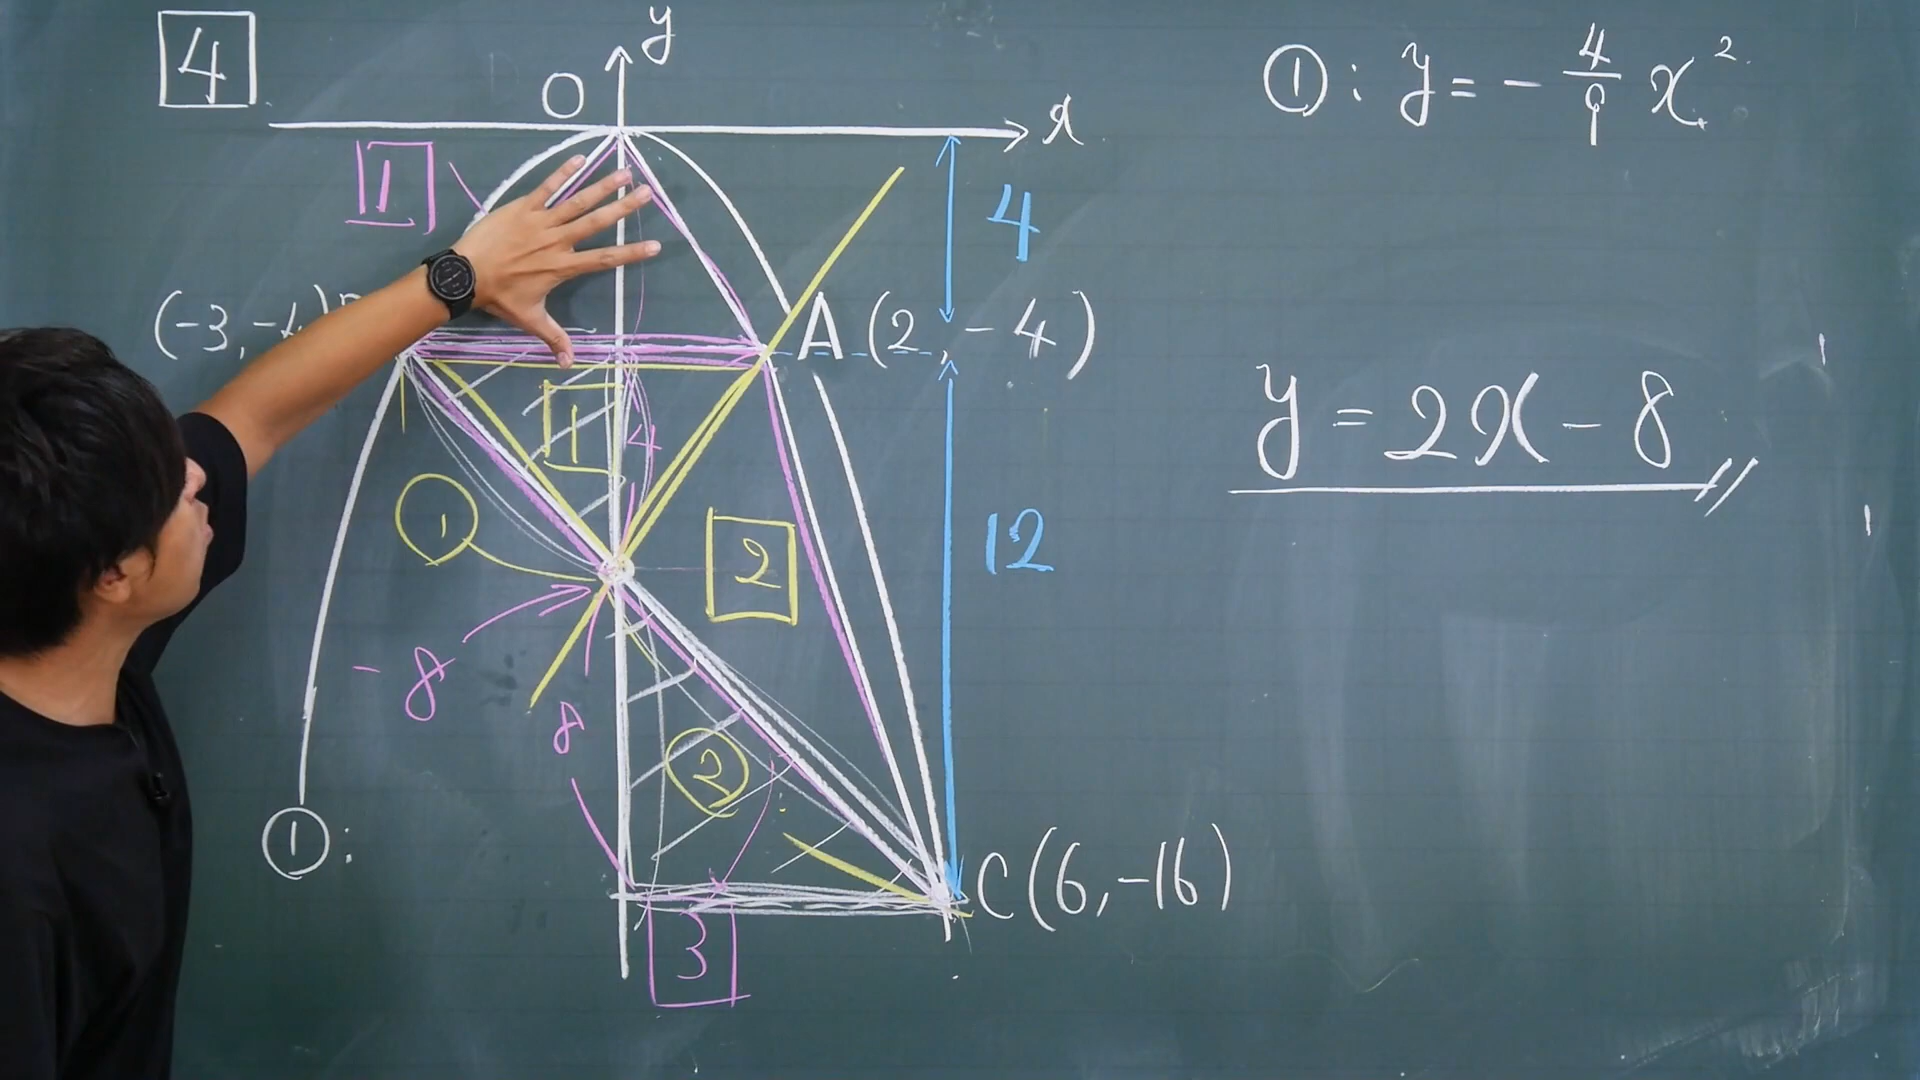 4
y
O
x
① : y = - 4/9 x²
1
4
(-3, -4)
A (2, -4)
y = 2x - 8
1
4
①
2
12
- 8
8
②
① :
C (6, -16)
3